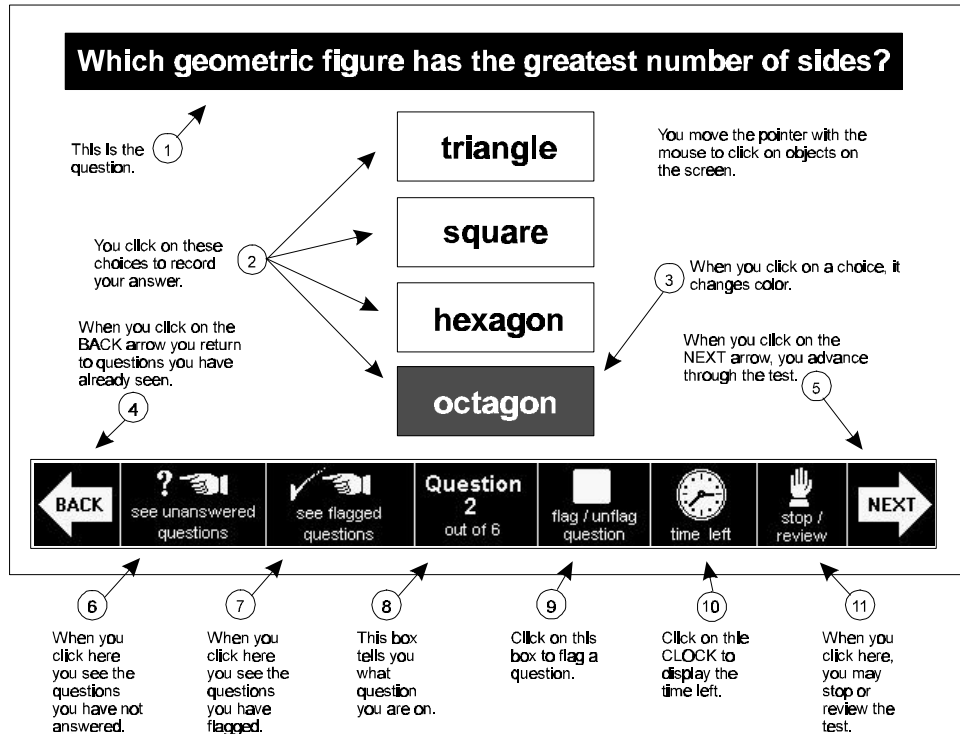 Which geometric figure has the greatest number of sides?
This is the
question.
1
triangle
You move the pointer with the
mouse to click on objects on
the screen.
You click on these
choices to record
your answer.
2
square
3
When you click on a choice, it
changes color.
hexagon
When you click on the
BACK arrow you return
to questions you have
already seen.
4
When you click on the
NEXT arrow, you advance
through the test.
5
octagon
BACK
?
see unanswered
questions
see flagged
questions
Question
2
out of 6
flag / unflag
question
time left
stop /
review
NEXT
6
When you
click here
you see the
questions
you have not
answered.
7
When you
click here
you see the
questions
you have
flagged.
8
This box
tells you
what
question
you are on.
9
Click on this
box to flag a
question.
10
Click on the
CLOCK to
display the
time left.
11
When you
click here,
you may
stop or
review the
test.